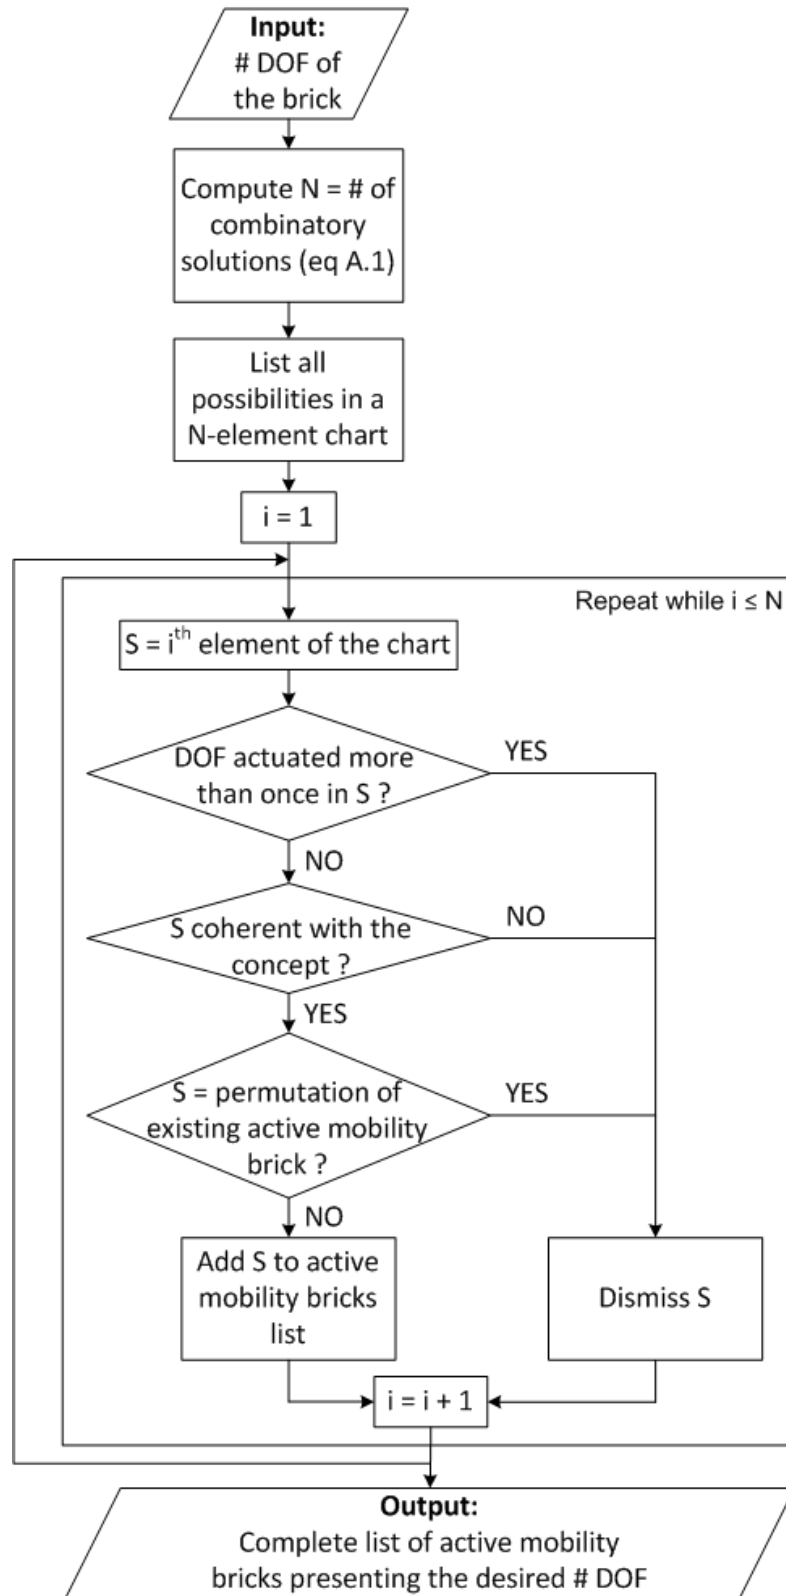 Input:
# DOF of
the brick
Compute N = # of
combinatory
solutions (eq A.1)
List all
possibilities in a
N-element chart
i = 1
Repeat while i ≤ N
S = iᵗʰ element of the chart
DOF actuated more
than once in S ?
YES
NO
S coherent with the
concept ?
NO
YES
S = permutation of
existing active mobility
brick ?
YES
NO
Add S to active
mobility bricks
list
Dismiss S
i = i + 1
Output:
Complete list of active mobility
bricks presenting the desired # DOF